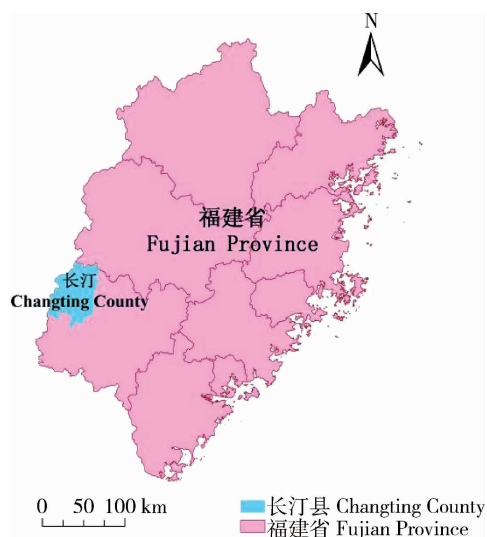 N
福建省
Fujian Province
长汀
Changting County
0 50 100 km
长汀县 Changting County
福建省 Fujian Province